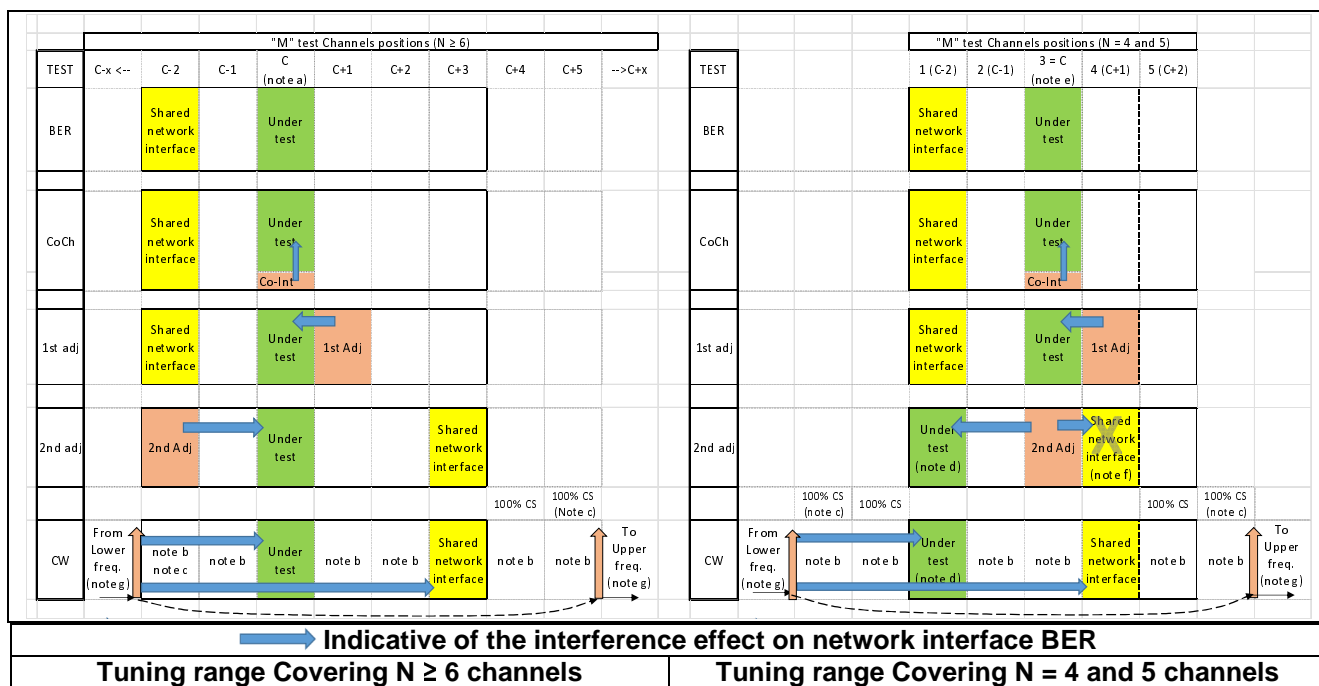 "M" test Channels positions (N ≥ 6)
TEST C-x <-- C-2 C-1 C (note a) C+1 C+2 C+3 C+4 C+5 -->C+x
BER Shared network interface Under test
CoCh Shared network interface Under test Co-Int
1st adj Shared network interface Under test 1st Adj
2nd adj 2nd Adj Under test Shared network interface
100% CS 100% CS (Note c)
CW From Lower freq. (note g) note b note c note b Under test note b note b Shared network interface note b note b To Upper freq. (note g)
"M" test Channels positions (N = 4 and 5)
TEST 1 (C-2) 2 (C-1) 3 = C (note e) 4 (C+1) 5 (C+2)
BER Shared network interface Under test
CoCh Shared network interface Under test Co-Int
1st adj Shared network interface Under test 1st Adj
2nd adj Under test (note d) 2nd Adj Shared network interface (note f) X
100% CS (note c) 100% CS 100% CS 100% CS (note c)
CW From Lower freq. (note g) note b note b Under test (note d) note b note b Shared network interface note b note b To Upper freq. (note g)
Indicative of the interference effect on network interface BER
Tuning range Covering N ≥ 6 channels
Tuning range Covering N = 4 and 5 channels